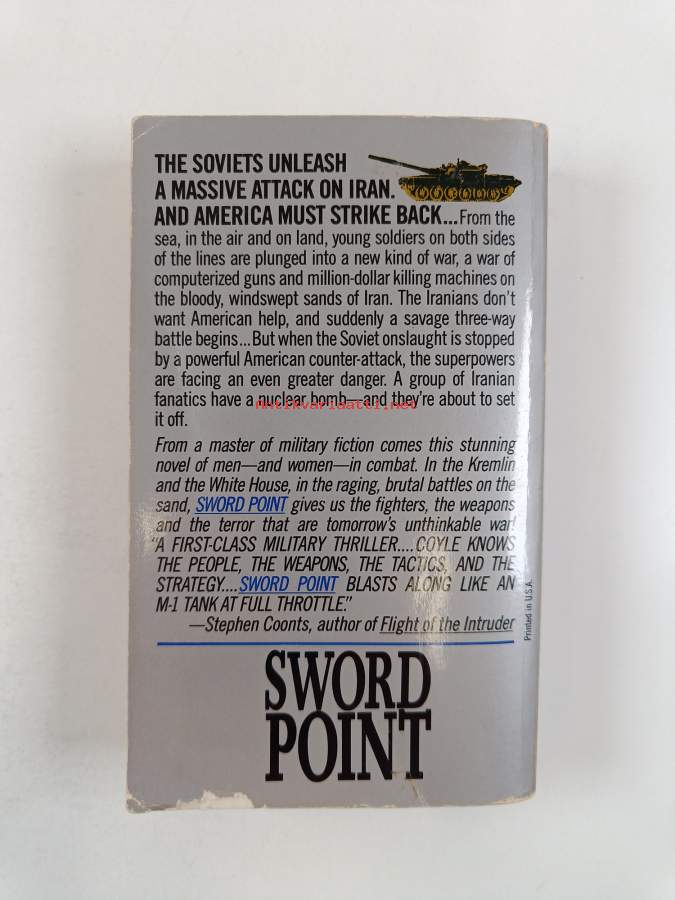 THE SOVIETS UNLEASH
A MASSIVE ATTACK ON IRAN.
AND AMERICA MUST STRIKE BACK...From the
sea, in the air and on land, young soldiers on both sides
of the lines are plunged into a new kind of war, a war of
computerized guns and million-dollar killing machines on
the bloody, windswept sands of Iran. The Iranians don't
want American help, and suddenly a savage three-way
battle begins...But when the Soviet onslaught is stopped
by a powerful American counter-attack, the superpowers
are facing an even greater danger. A group of Iranian
fanatics have a nuclear bomb—and they're about to set
Antikvariaatti.net
it off.
From a master of military fiction comes this stunning
novel of men—and women—in combat. In the Kremlin
and the White House, in the raging, brutal battles on the
sand, SWORD POINT gives us the fighters, the weapons
and the terror that are tomorrow's unthinkable war!
"A FIRST-CLASS MILITARY THRILLER....COYLE KNOWS
THE PEOPLE, THE WEAPONS, THE TACTICS, AND THE
STRATEGY....SWORD POINT BLASTS ALONG LIKE AN
M-1 TANK AT FULL THROTTLE."
—Stephen Coonts, author of Flight of the Intruder
Printed in U.S.A.
SWORD
POINT